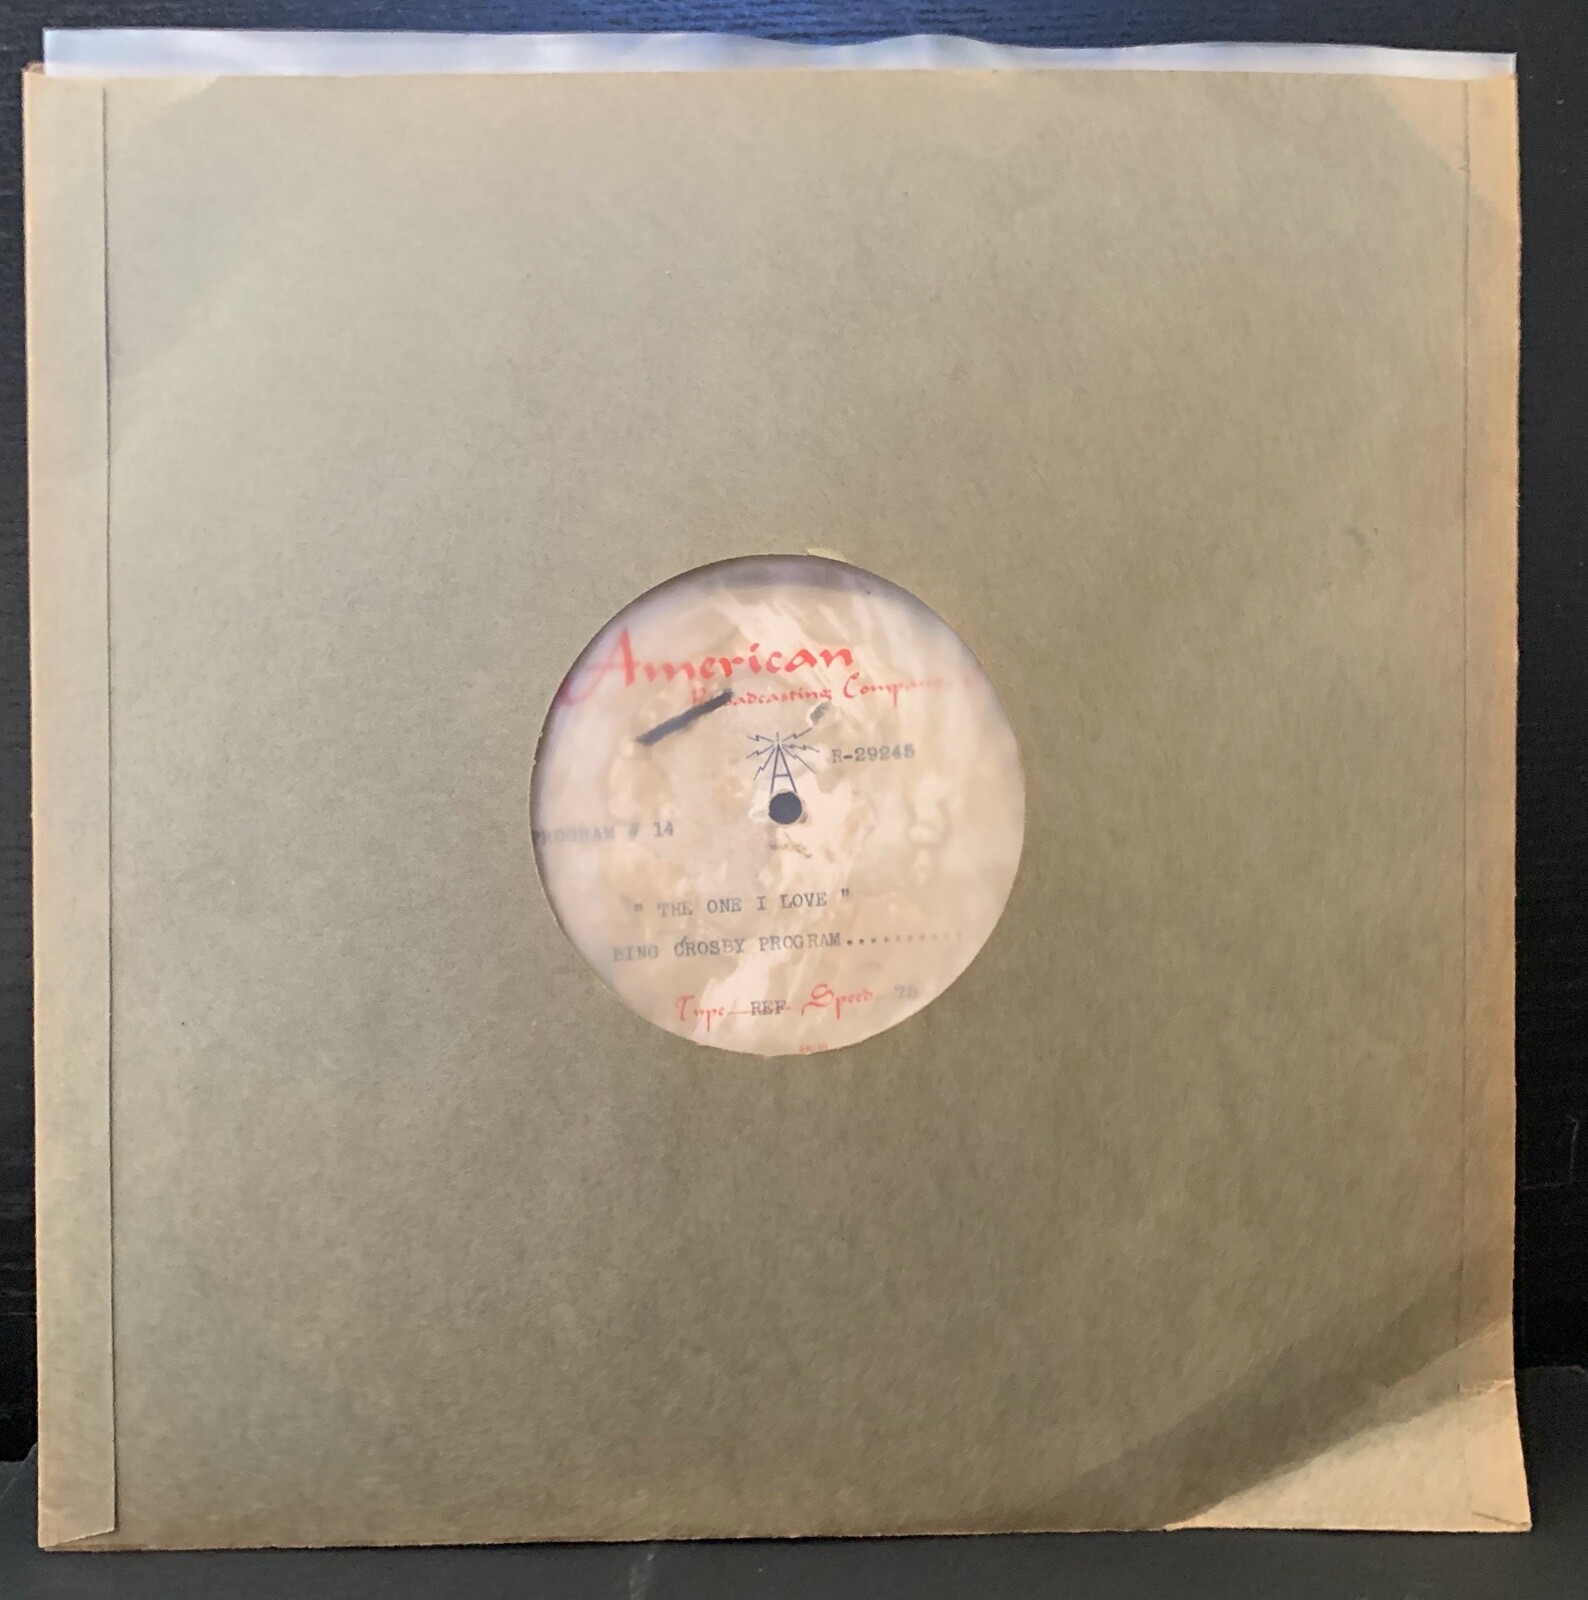 American
Broadcasting Company
R-29245
PROGRAM # 14
" THE ONE I LOVE "
BING CROSBY PROGRAM..........
Type REF Speed 78